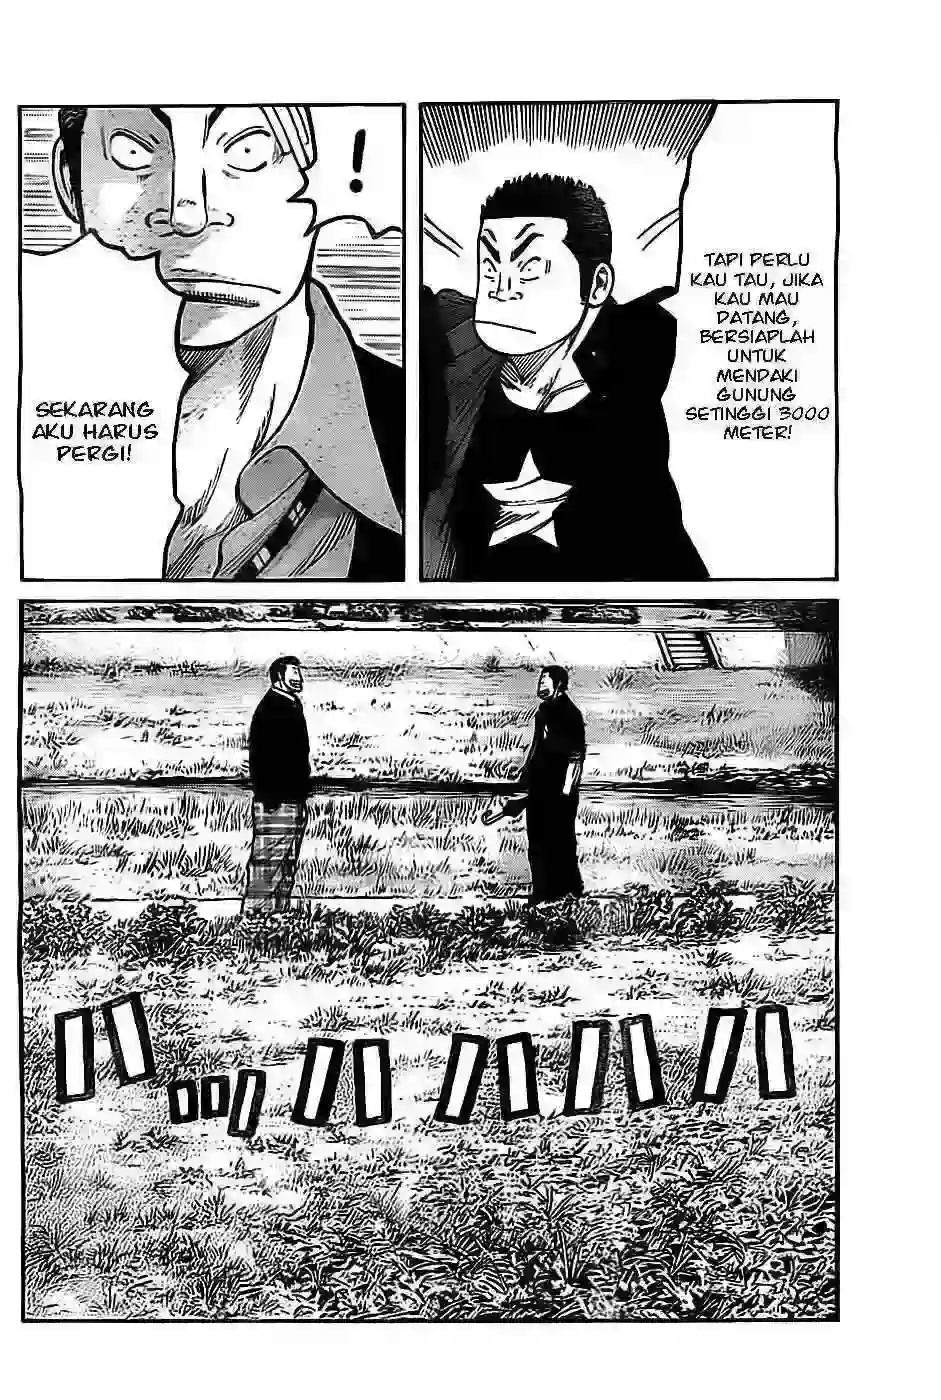 TAPI PERLU
KAU TAU, JIKA
KAU MAU
DATANG,
BERSIAPLAH
UNTUK
MENDAKI
GUNUNG
SETINGGI 3000
METER!
!
SEKARANG
AKU HARUS
PERGI!